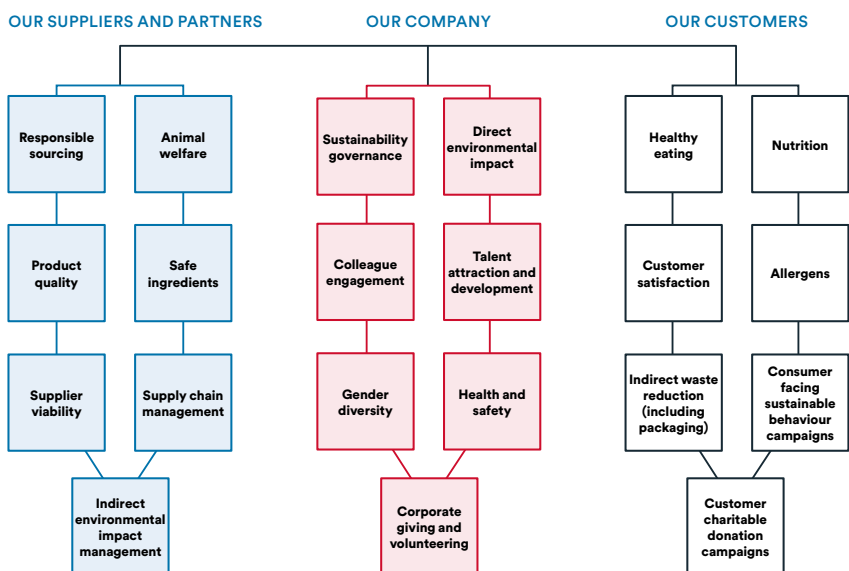 OUR SUPPLIERS AND PARTNERS
OUR COMPANY
OUR CUSTOMERS
Responsible
sourcing
Animal
welfare
Product
quality
Safe
ingredients
Supplier
viability
Supply chain
management
Indirect
environmental
impact
management
Sustainability
governance
Direct
environmental
impact
Colleague
engagement
Talent
attraction and
development
Gender
diversity
Health and
safety
Corporate
giving and
volunteering
Healthy
eating
Nutrition
Customer
satisfaction
Allergens
Indirect waste
reduction
(including
packaging)
Consumer
facing
sustainable
behaviour
campaigns
Customer
charitable
donation
campaigns